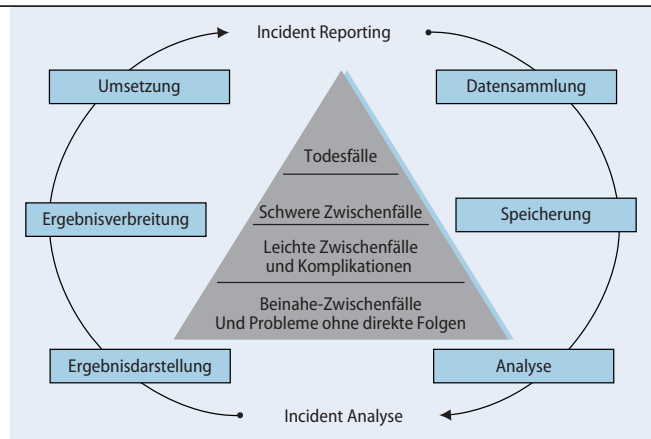 Incident Reporting
Umsetzung
Datensammlung
Todesfälle
Schwere Zwischenfälle
Ergebnisverbreitung
Speicherung
Leichte Zwischenfälle
und Komplikationen
Beinahe-Zwischenfälle
Und Probleme ohne direkte Folgen
Ergebnisdarstellung
Analyse
Incident Analyse